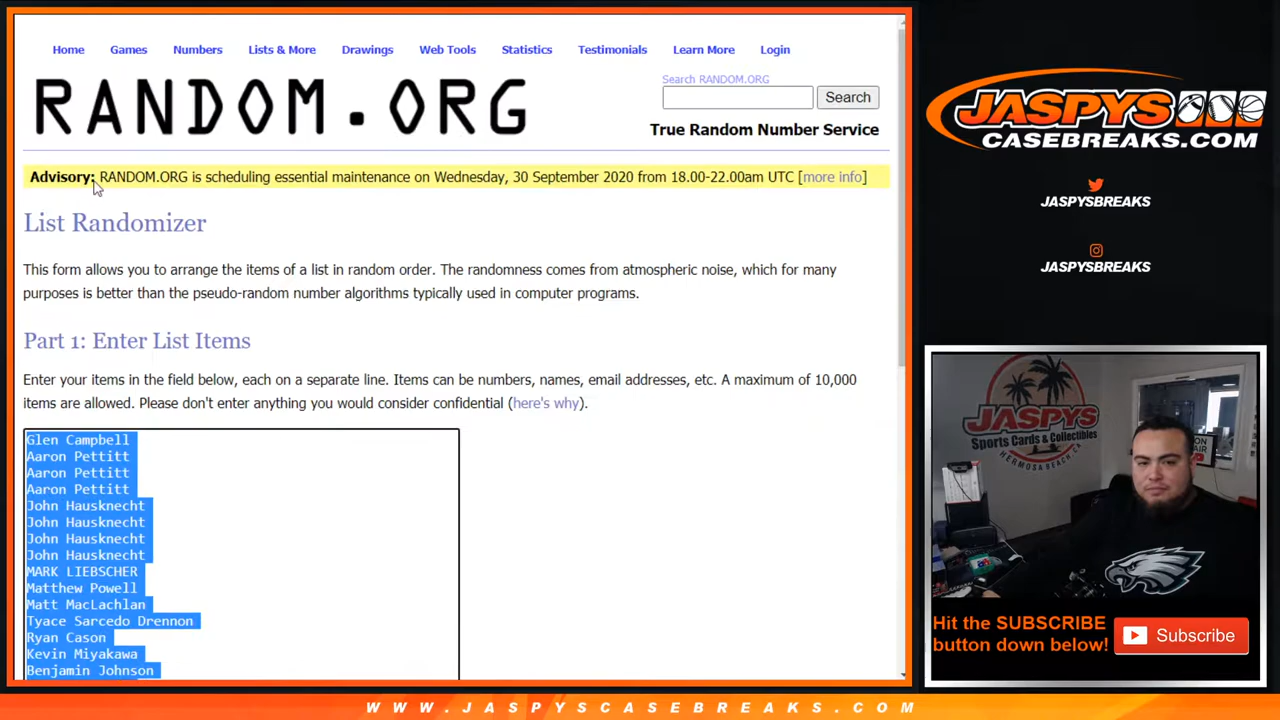 Home Games Numbers Lists & More Drawings Web Tools Statistics Testimonials Learn More Login
RANDOM.ORG
Search RANDOM.ORG
Search
True Random Number Service
Advisory: RANDOM.ORG is scheduling essential maintenance on Wednesday, 30 September 2020 from 18.00-22.00am UTC [more info]
List Randomizer
This form allows you to arrange the items of a list in random order. The randomness comes from atmospheric noise, which for many
purposes is better than the pseudo-random number algorithms typically used in computer programs.
Part 1: Enter List Items
Enter your items in the field below, each on a separate line. Items can be numbers, names, email addresses, etc. A maximum of 10,000
items are allowed. Please don't enter anything you would consider confidential (here's why).
Glen Campbell
Aaron Pettitt
Aaron Pettitt
Aaron Pettitt
John Hausknecht
John Hausknecht
John Hausknecht
John Hausknecht
MARK LIEBSCHER
Matthew Powell
Matt MacLachlan
Tyace Sarcedo Drennon
Ryan Cason
Kevin Miyakawa
Benjamin Johnson
JASPYS
CASEBREAKS.COM
JASPYSBREAKS
JASPYSBREAKS
JASPYS
Sports Cards & Collectibles
HERMOSA BEACH, CA
ON
AIR
EAGLES
Hit the SUBSCRIBE
button down below!
Subscribe
WWW.JASPYSCASEBREAKS.COM